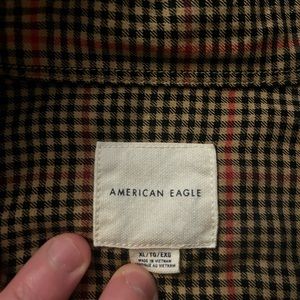 AMERICAN EAGLE
XL/TG/EXG
MADE IN VIETNAM
FABRIQUÉ AU VIETNAM